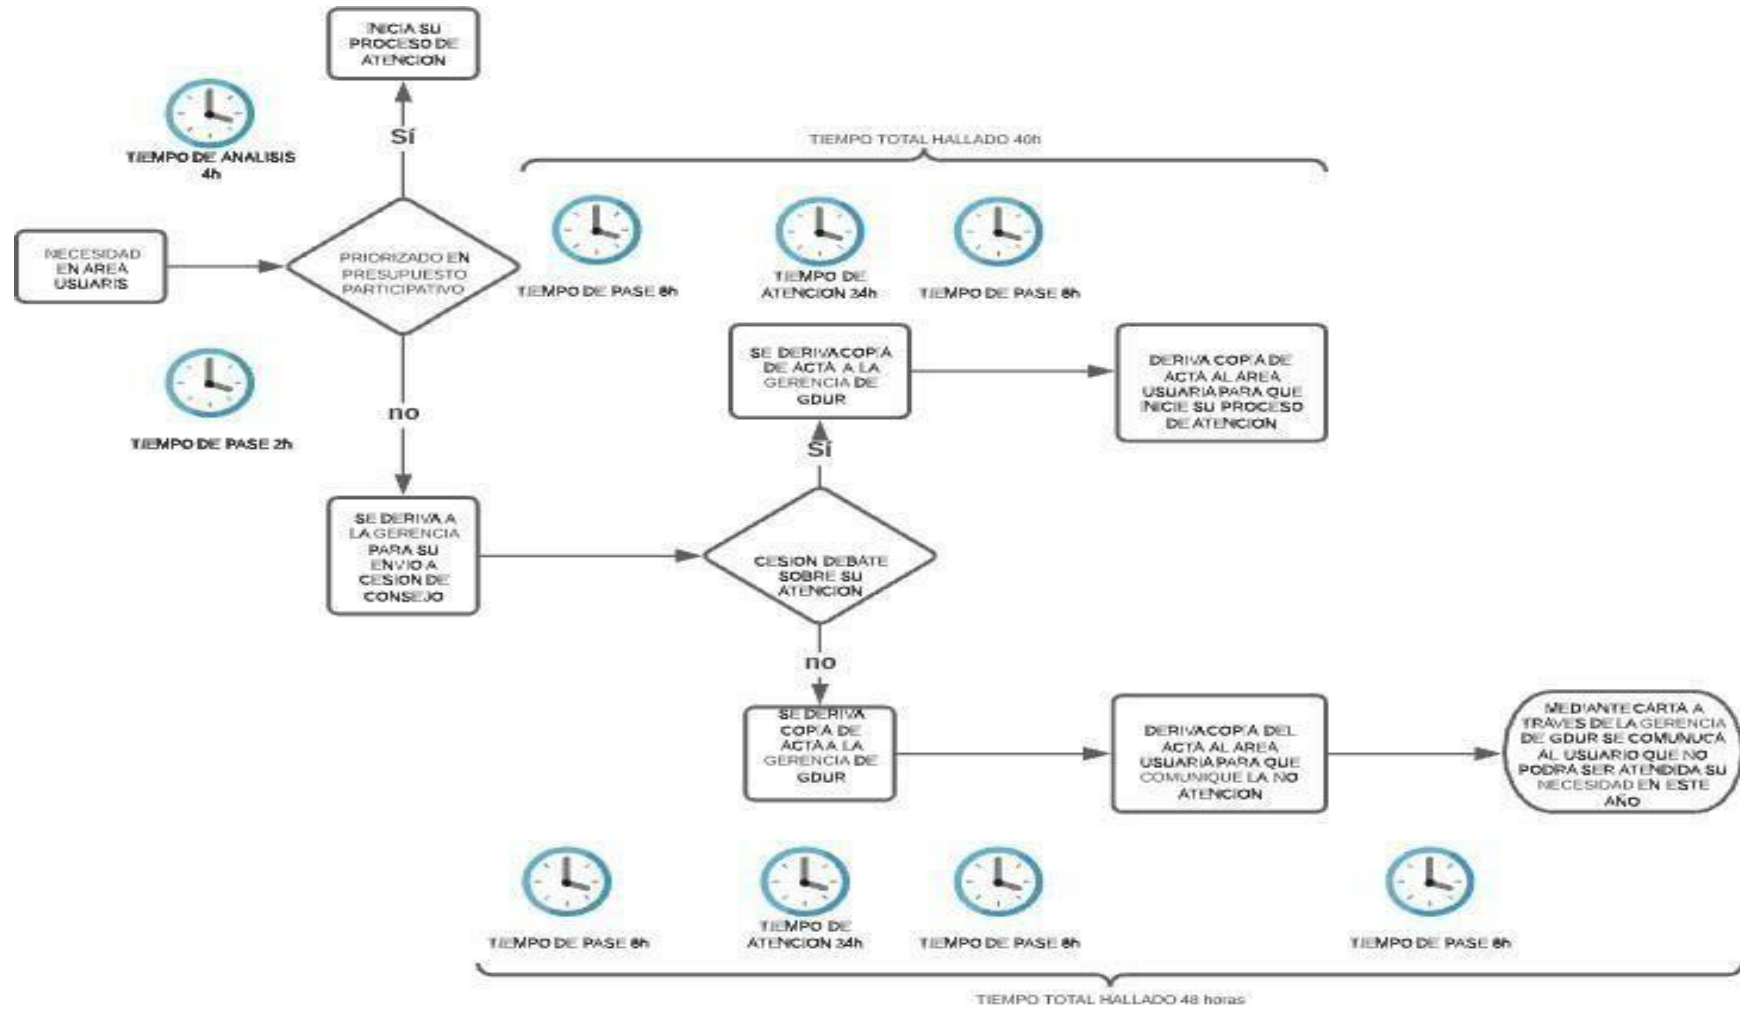 INICIA SU
PROCESO DE
ATENCION
Sí
TIEMPO DE ANALISIS
4h
TIEMPO TOTAL HALLADO 40h
NECESIDAD
EN AREA
USUARIS
PRIORIZADO EN
PRESUPUESTO
PARTICIPATIVO
TIEMPO DE PASE 8h
TIEMPO DE
ATENCION 24h
TIEMPO DE PASE 8h
TIEMPO DE PASE 2h
no
SE DERIVA COPIA
DE ACTA A LA
GERENCIA DE
GDUR
DERIVA COPIA DE
ACTA AL AREA
USUARIA PARA QUE
INICIE SU PROCESO
DE ATENCION
Sí
SE DERIVA A
LA GERENCIA
PARA SU
ENVIO A
CESION DE
CONSEJO
CESION DEBATE
SOBRE SU
ATENCION
no
SE DERIVA
COPIA DE
ACTA A LA
GERENCIA DE
GDUR
DERIVA COPIA DEL
ACTA AL AREA
USUARIA PARA QUE
COMUNIQUE LA NO
ATENCION
MEDIANTE CARTA A
TRAVES DE LA GERENCIA
DE GDUR SE COMUNUCA
AL USUARIO QUE NO
PODRA SER ATENDIDA SU
NECESIDAD EN ESTE
AÑO
TIEMPO DE PASE 8h
TIEMPO DE
ATENCION 24h
TIEMPO DE PASE 8h
TIEMPO DE PASE 8h
TIEMPO TOTAL HALLADO 48 horas